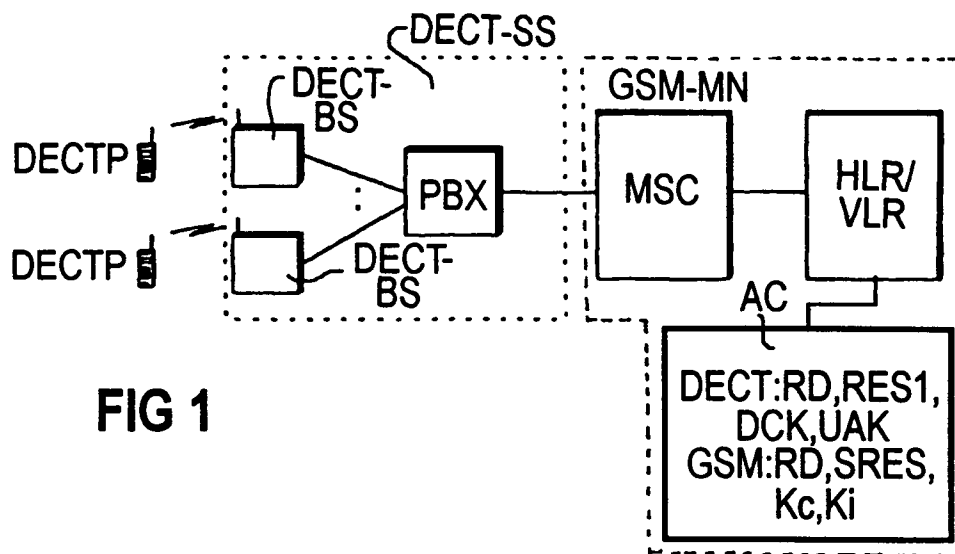 DECT-SS
DECT-
BS
GSM-MN
DECTP
PBX
MSC
HLR/
VLR
DECTP
DECT-
BS
AC
FIG 1
DECT:RD,RES1,
DCK,UAK
GSM:RD,SRES,
Kc,Ki